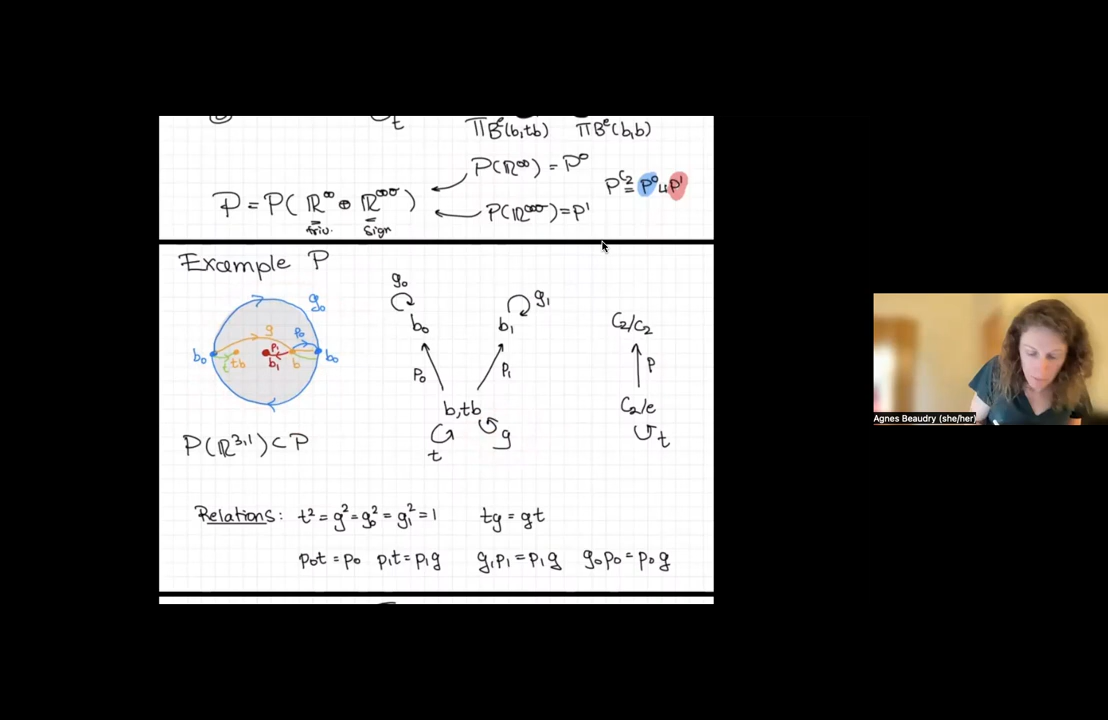 t
πB^e(b,tb) πB^e(b,b)
P(ℝ^∞) = P^0
P = P(ℝ^∞ ⊕ ℝ^∞σ)
triv. sign
P(ℝ^∞σ) = P^1
P^C₂ ≅ P^0 ⊔ P^1
Example P
g₀
g
p₀
b₀
t
tb
p₁
b₁
b
b₀
P(ℝ^3,1) ⊂ P
g₀ g₁
b₀ b₁
p₀ p₁
b,tb
t g
C₂/C₂
p
C₂/e
t
Relations: t² = g² = g₀² = g₁² = 1 tg = gt
p₀t = p₀ p₁t = p₁g g₁p₁ = p₁g g₀p₀ = p₀g
Agnes Beaudry (she/her)